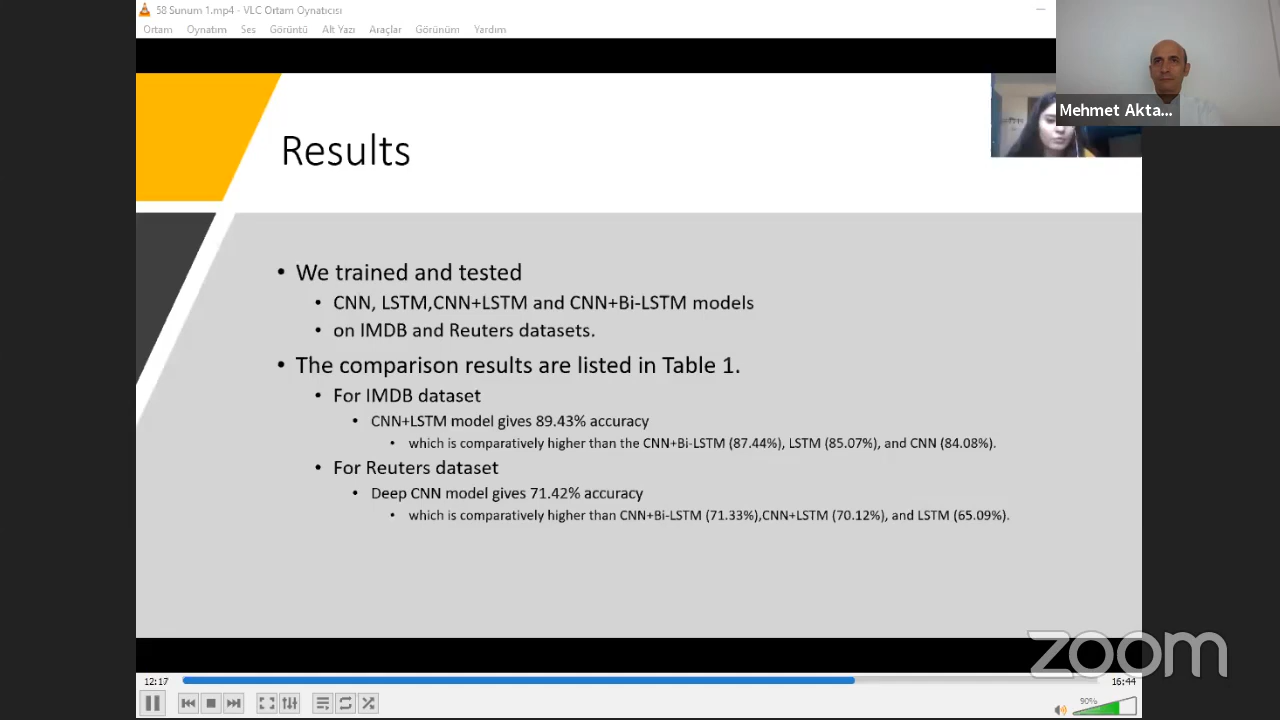 58 Sunum 1.mp4 - VLC Ortam Oynatıcısı
Ortam Oynatım Ses Görüntü Alt Yazı Araçlar Görünüm Yardım
Mehmet Akta...
Results
• We trained and tested
• CNN, LSTM,CNN+LSTM and CNN+Bi-LSTM models
• on IMDB and Reuters datasets.
• The comparison results are listed in Table 1.
• For IMDB dataset
• CNN+LSTM model gives 89.43% accuracy
• which is comparatively higher than the CNN+Bi-LSTM (87.44%), LSTM (85.07%), and CNN (84.08%).
• For Reuters dataset
• Deep CNN model gives 71.42% accuracy
• which is comparatively higher than CNN+Bi-LSTM (71.33%),CNN+LSTM (70.12%), and LSTM (65.09%).
zoom
12:17 16:44
90%